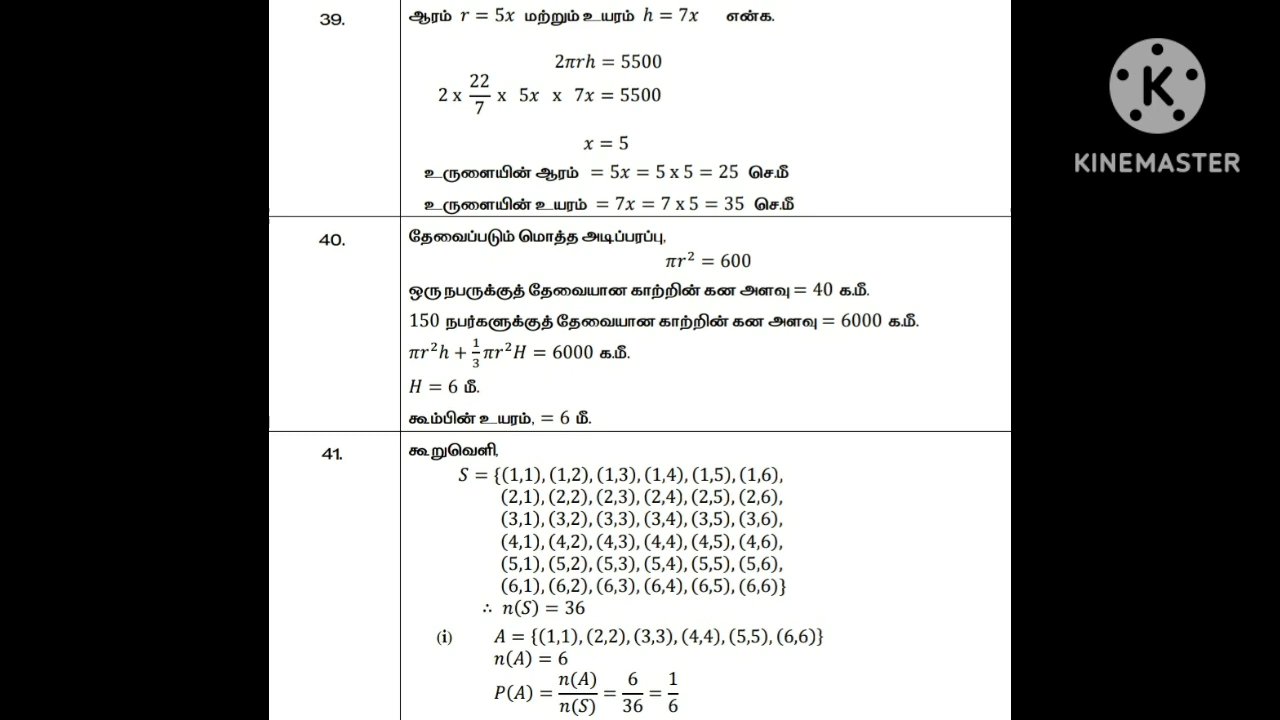 39.
ஆரம் r = 5x மற்றும் உயரம் h = 7x என்க.
2πrh = 5500
2 x 22/7 x 5x x 7x = 5500
x = 5
உருளையின் ஆரம் = 5x = 5 x 5 = 25 செ.மீ
உருளையின் உயரம் = 7x = 7 x 5 = 35 செ.மீ
40.
தேவைப்படும் மொத்த அடிப்பரப்பு,
πr² = 600
ஒரு நபருக்குத் தேவையான காற்றின் கன அளவு = 40 க.மீ.
150 நபர்களுக்குத் தேவையான காற்றின் கன அளவு = 6000 க.மீ.
πr²h + 1/3 πr²H = 6000 க.மீ.
H = 6 மீ.
கூம்பின் உயரம், = 6 மீ.
41.
கூறுவெளி,
S = {(1,1), (1,2), (1,3), (1,4), (1,5), (1,6),
(2,1), (2,2), (2,3), (2,4), (2,5), (2,6),
(3,1), (3,2), (3,3), (3,4), (3,5), (3,6),
(4,1), (4,2), (4,3), (4,4), (4,5), (4,6),
(5,1), (5,2), (5,3), (5,4), (5,5), (5,6),
(6,1), (6,2), (6,3), (6,4), (6,5), (6,6)}
∴ n(S) = 36
(i) A = {(1,1), (2,2), (3,3), (4,4), (5,5), (6,6)}
n(A) = 6
P(A) = n(A)/n(S) = 6/36 = 1/6
K
KINEMASTER